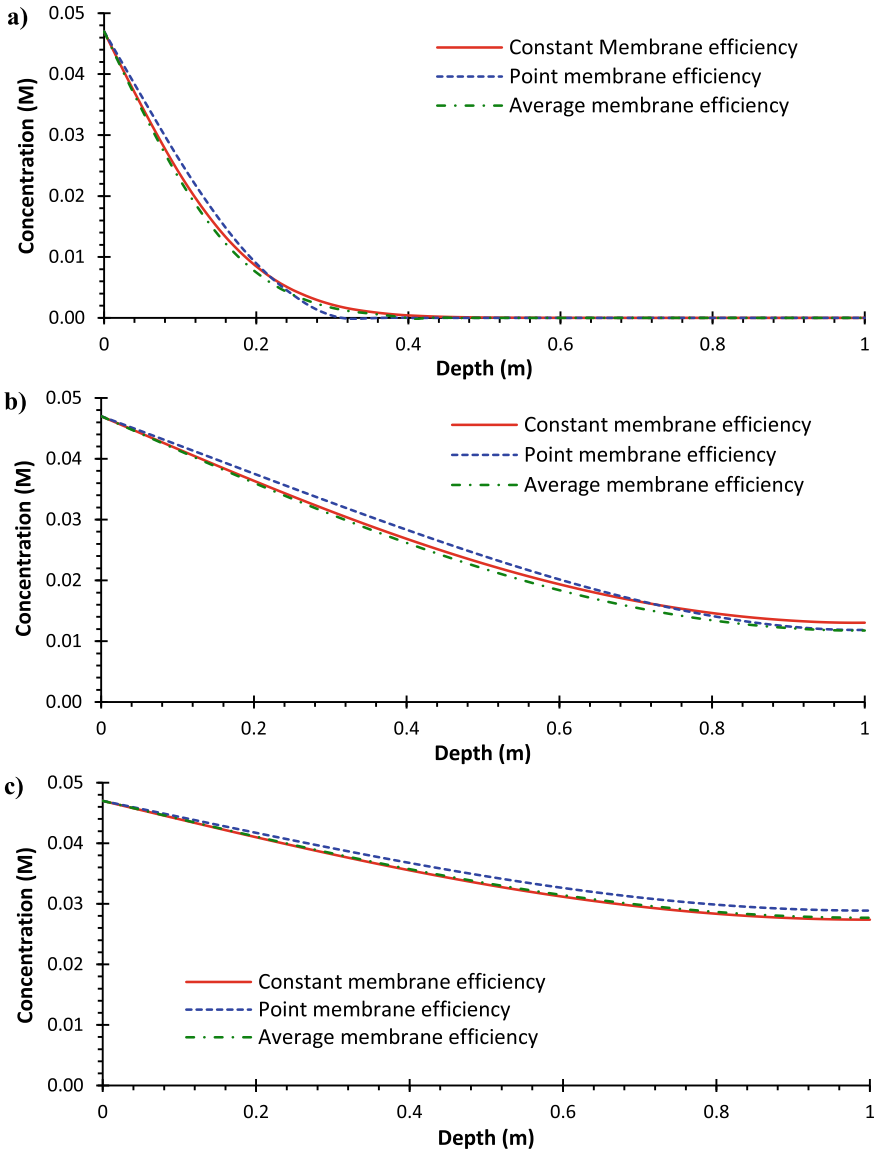 a)
0.05
0.04
0.03
0.02
0.01
0.00
Concentration (M)
Constant Membrane efficiency
Point membrane efficiency
Average membrane efficiency
0 0.2 0.4 0.6 0.8 1
Depth (m)
b)
0.05
0.04
0.03
0.02
0.01
0.00
Concentration (M)
Constant membrane efficiency
Point membrane efficiency
Average membrane efficiency
0 0.2 0.4 0.6 0.8 1
Depth (m)
c)
0.05
0.04
0.03
0.02
0.01
0.00
Concentration (M)
Constant membrane efficiency
Point membrane efficiency
Average membrane efficiency
0 0.2 0.4 0.6 0.8 1
Depth (m)